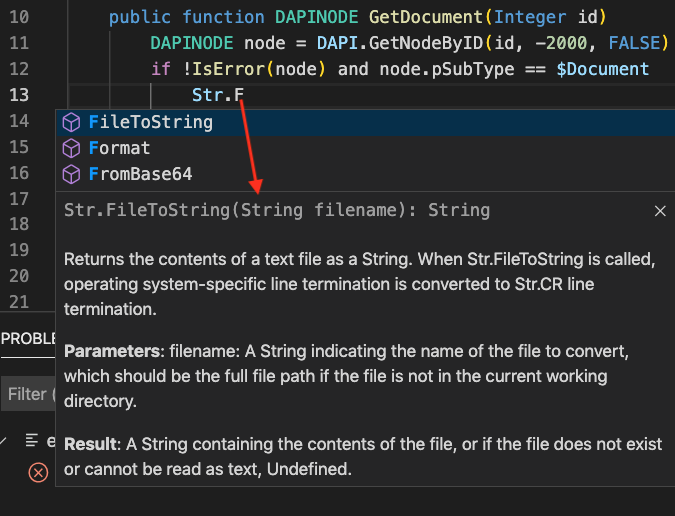 10 public function DAPINODE GetDocument(Integer id)
11 DAPINODE node = DAPI.GetNodeByID(id, -2000, FALSE)
12 if !IsError(node) and node.pSubType == $Document
13 Str.F
14 FileToString
15 Format
16 FromBase64
17
Str.FileToString(String filename): String
18
19
Returns the contents of a text file as a String. When Str.FileToString is called,
20 operating system-specific line termination is converted to Str.CR line
21 termination.
PROBLE
Parameters: filename: A String indicating the name of the file to convert,
which should be the full file path if the file is not in the current working
Filter (
directory.
e
Result: A String containing the contents of the file, or if the file does not exist
or cannot be read as text, Undefined.